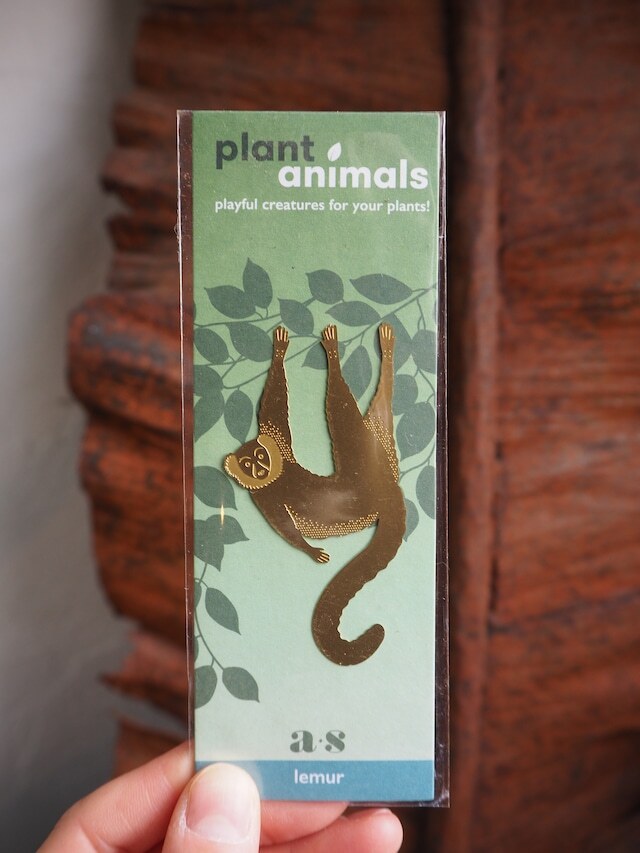 plant
animals
playful creatures for your plants!
a·s
lemur